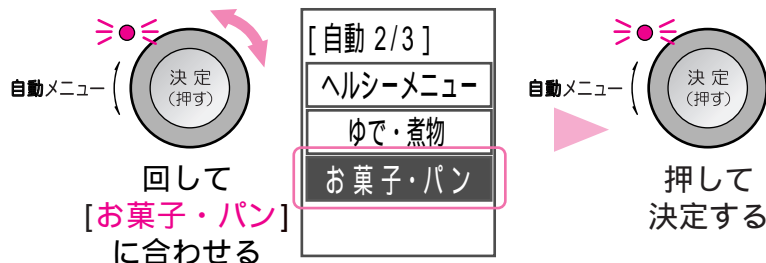 自動メニュー
決定
(押す)
回して
[お菓子・パン]
に合わせる
[自動 2/3]
ヘルシーメニュー
ゆで・煮物
お菓子・パン
自動メニュー
決定
(押す)
押して
決定する